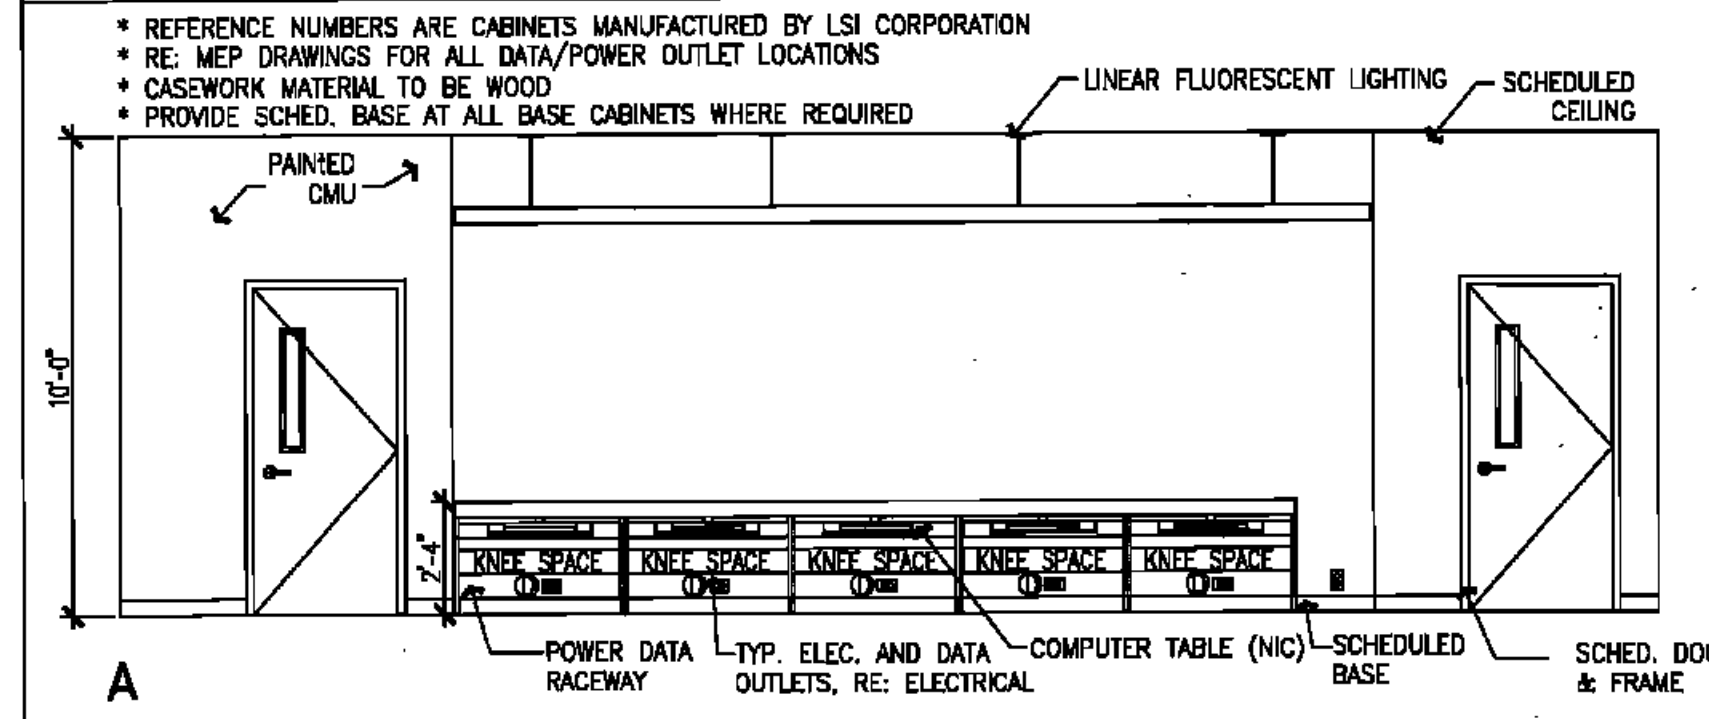 * REFERENCE NUMBERS ARE CABINETS MANUFACTURED BY LSI CORPORATION
* RE: MEP DRAWINGS FOR ALL DATA/POWER OUTLET LOCATIONS
* CASEWORK MATERIAL TO BE WOOD
* PROVIDE SCHED. BASE AT ALL BASE CABINETS WHERE REQUIRED
LINEAR FLUORESCENT LIGHTING
SCHEDULED
CEILING
PAINtED
CMU
10'-0"
2'-4"
KNEE SPACE
KNEE SPACE
KNEE SPACE
KNEE SPACE
KNEE SPACE
POWER DATA
RACEWAY
TYP. ELEC. AND DATA
OUTLETS, RE: ELECTRICAL
COMPUTER TABLE (NIC)
SCHEDULED
BASE
SCHED.
& FRAME
A